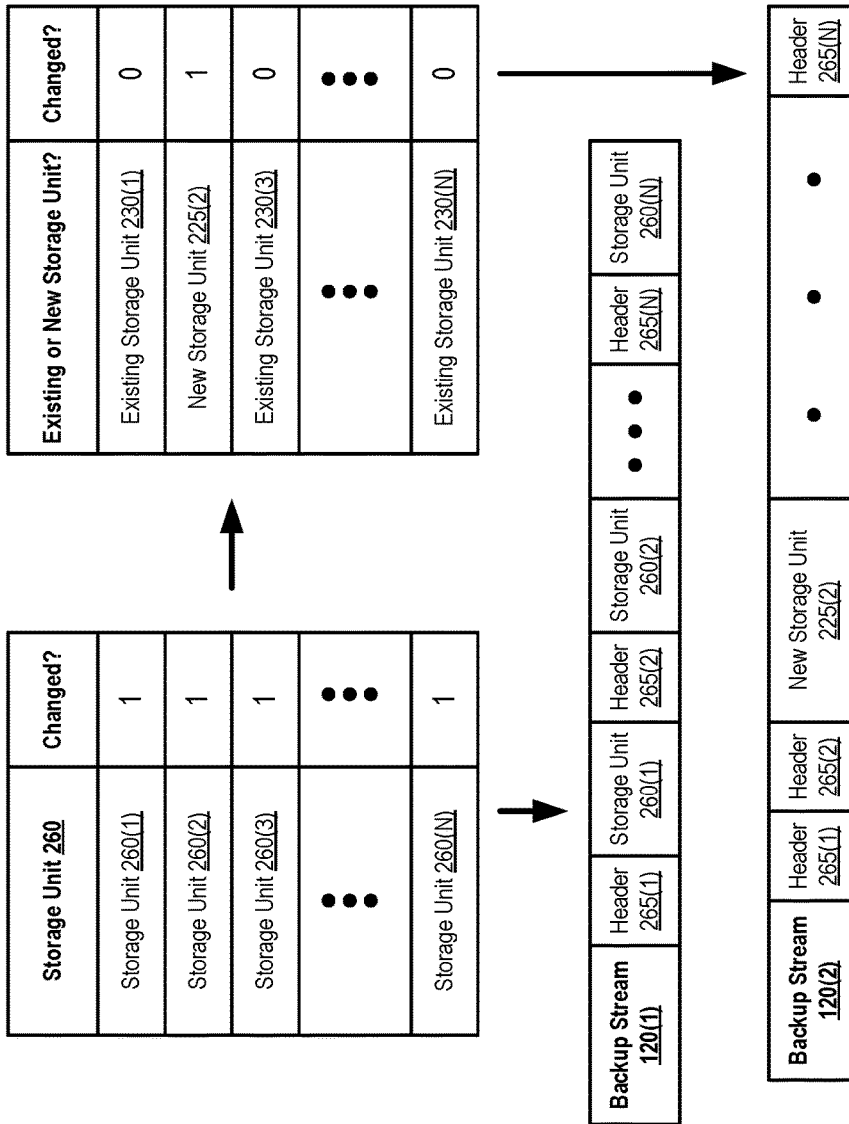 Storage Unit 260 Changed?
Storage Unit 260(1) 1
Storage Unit 260(2) 1
Storage Unit 260(3) 1
••• •••
Storage Unit 260(N) 1
Existing or New Storage Unit? Changed?
Existing Storage Unit 230(1) 0
New Storage Unit 225(2) 1
Existing Storage Unit 230(3) 0
••• •••
Existing Storage Unit 230(N) 0
Backup Stream
120(1)
Header
265(1)
Storage Unit
260(1)
Header
265(2)
Storage Unit
260(2)
•••
Header
265(N)
Storage Unit
260(N)
Backup Stream
120(2)
Header
265(1)
Header
265(2)
New Storage Unit
225(2)
• • •
Header
265(N)